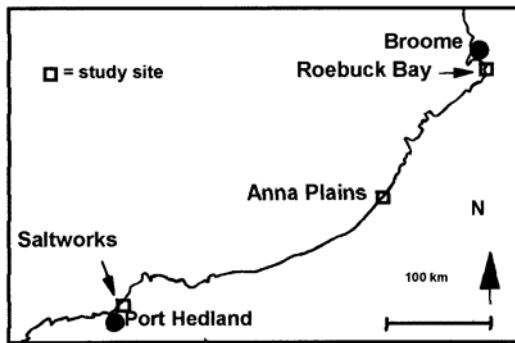 Broome
= study site
Roebuck Bay
Anna Plains
N
Saltworks
100 km
Port Hedland